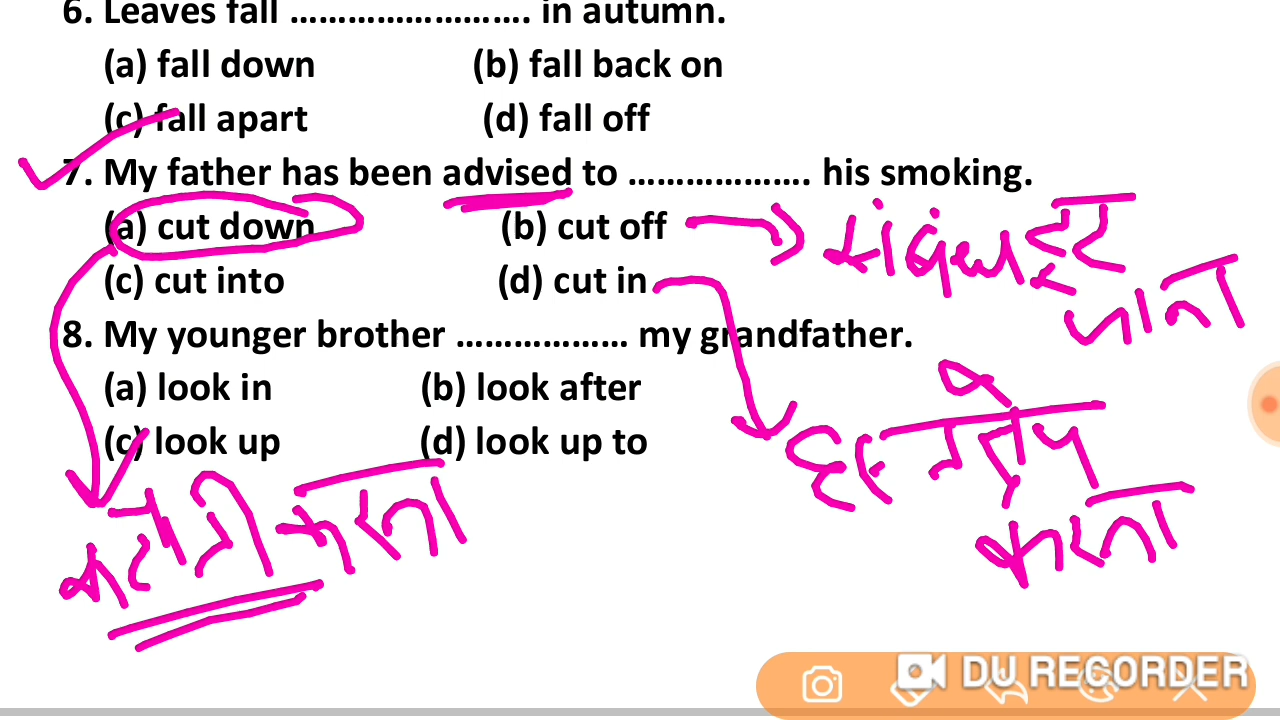 6. Leaves fall ………………………. in autumn.
(a) fall down (b) fall back on
(c) fall apart (d) fall off
7. My father has been advised to ………………. his smoking.
(a) cut down (b) cut off
(c) cut into (d) cut in
जाना
8. My younger brother ……………… my grandfather.
(a) look in (b) look after
(c) look up (d) look up to
कटौती करना
करना
DU RECORDER